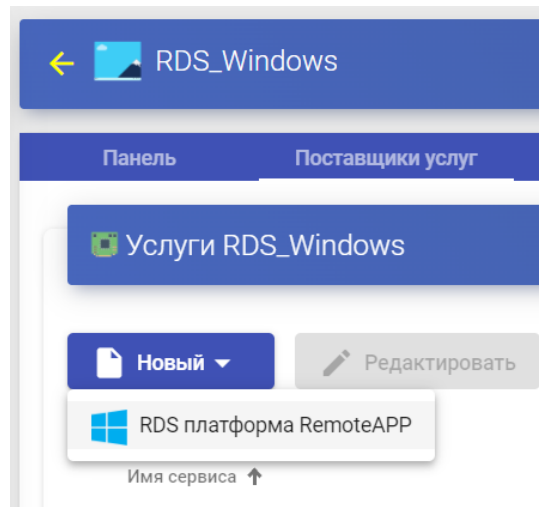 RDS_Windows
Панель Поставщики услуг
Услуги RDS_Windows
Новый Редактировать
RDS платформа RemoteAPP
Имя сервиса